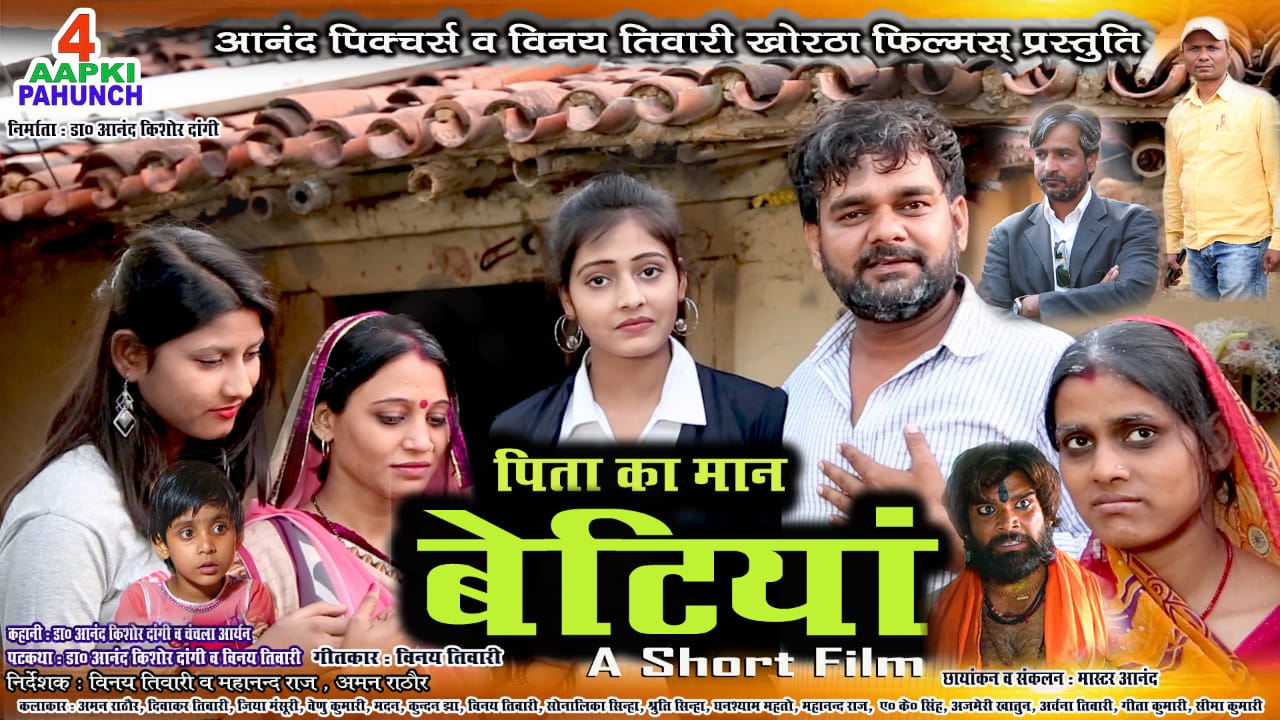 आनंद पिक्चर्स व विनय तिवारी खोरठा फिल्मस् प्रस्तुति
4
AAPKI
PAHUNCH
निर्माता : डा० आनंद किशोर दांगी
पिता का मान
बेटियां
A Short Film
कहानी : डा० आनंद किशोर दांगी व चंचला आर्यन
पटकथा : डा० आनंद किशोर दांगी व विनय तिवारी गीतकार : विनय तिवारी
निर्देशक : विनय तिवारी व महानन्द राज , अमन राठौर
छायांकन व संकलन : मास्टर आनंद
कलाकार : अमन राठौर, दिवाकर तिवारी, जिया मंसूरी, वेणु कुमारी, मदन, कुन्दन झा, विनय तिवारी, सोनालिका सिन्हा, श्रुति सिन्हा, घनश्याम महतो, महानन्द राज, ए० के० सिंह, अजमेरी खातुन, अर्चना तिवारी, गीता कुमारी, सीमा कुमारी